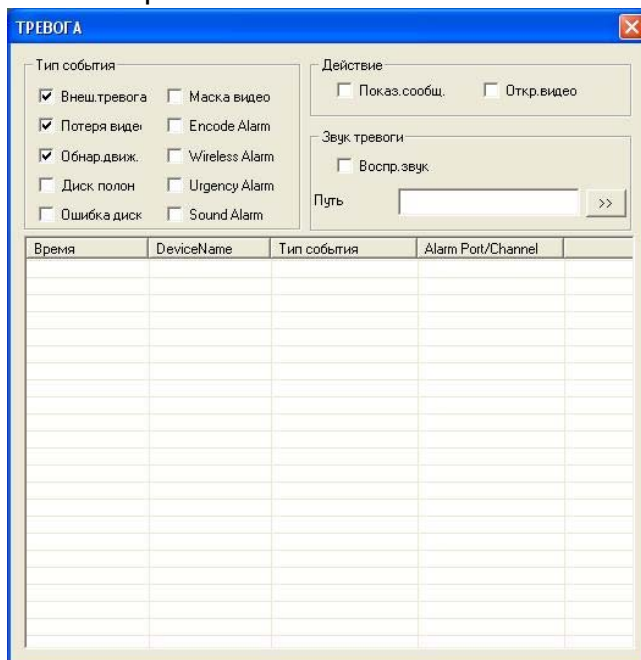 ТРЕВОГА
Тип события
Внеш.тревога
Маска видео
Потеря виде
Encode Alarm
Обнар.движ.
Wireless Alarm
Диск полон
Urgency Alarm
Ошибка диск
Sound Alarm
Действие
Показ.сообщ.
Откр.видео
Звук тревоги
Воспр.звук
Путь
>>
Время DeviceName Тип события Alarm Port/Channel